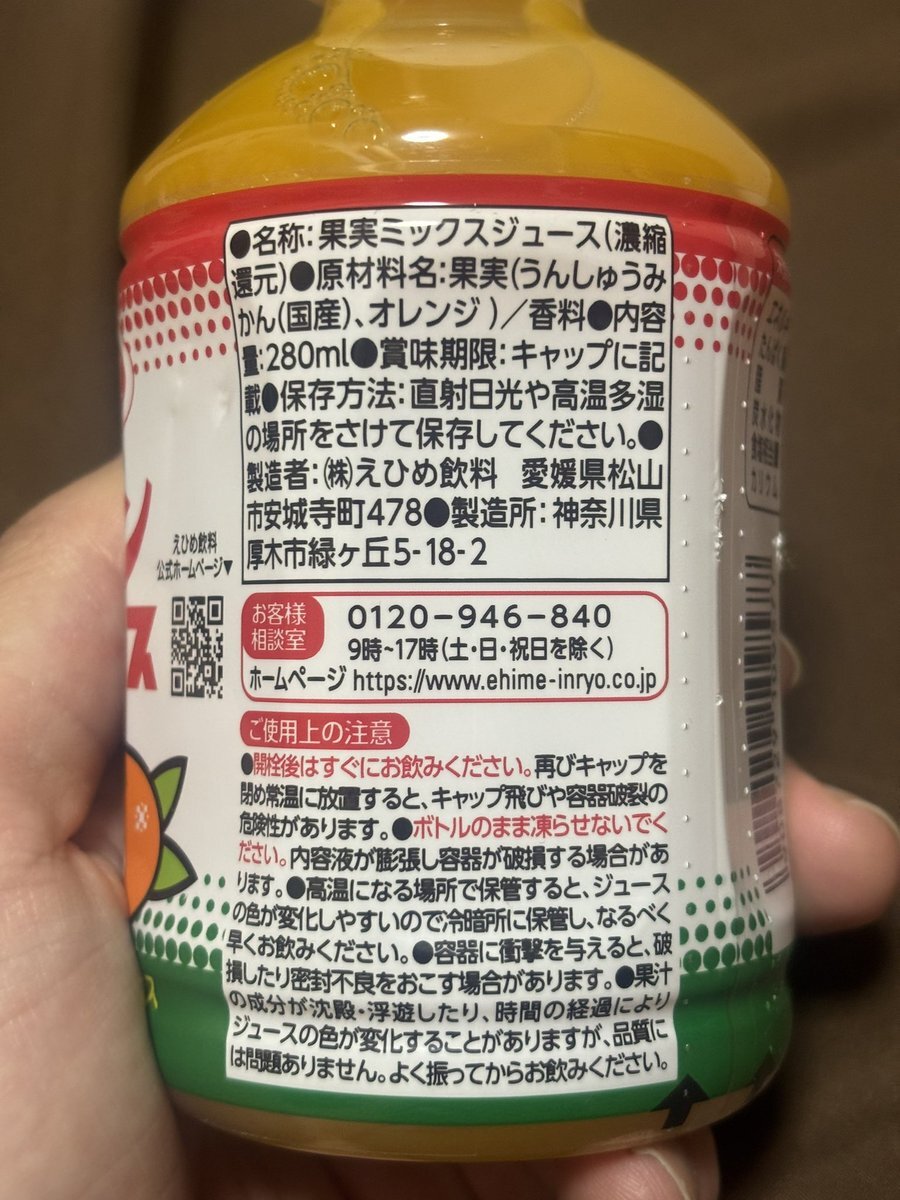 ●名称:果実ミックスジュース(濃縮
還元)●原材料名:果実(うんしゅうみ
かん(国産)、オレンジ)/香料●内容
量:280ml●賞味期限:キャップに記
載●保存方法:直射日光や高温多湿
の場所をさけて保存してください。●
製造者:(株)えひめ飲料 愛媛県松山
市安城寺町478●製造所:神奈川県
厚木市緑ヶ丘5-18-2
えひめ飲料
公式ホームページ▼
お客様
相談室
0120-946-840
9時~17時(土・日・祝日を除く)
ホームページ https://www.ehime-inryo.co.jp
ご使用上の注意
●開栓後はすぐにお飲みください。再びキャップを
閉め常温に放置すると、キャップ飛びや容器破裂の
危険性があります。●ボトルのまま凍らせないでく
ださい。内容液が膨張し容器が破損する場合があ
ります。●高温になる場所で保管すると、ジュース
の色が変化しやすいので冷暗所に保管し、なるべく
早くお飲みください。●容器に衝撃を与えると、破
損したり密封不良をおこす場合があります。●果汁
の成分が沈殿・浮遊したり、時間の経過により
ジュースの色が変化することがありますが、品質に
は問題ありません。よく振ってからお飲みください。
ン
ス